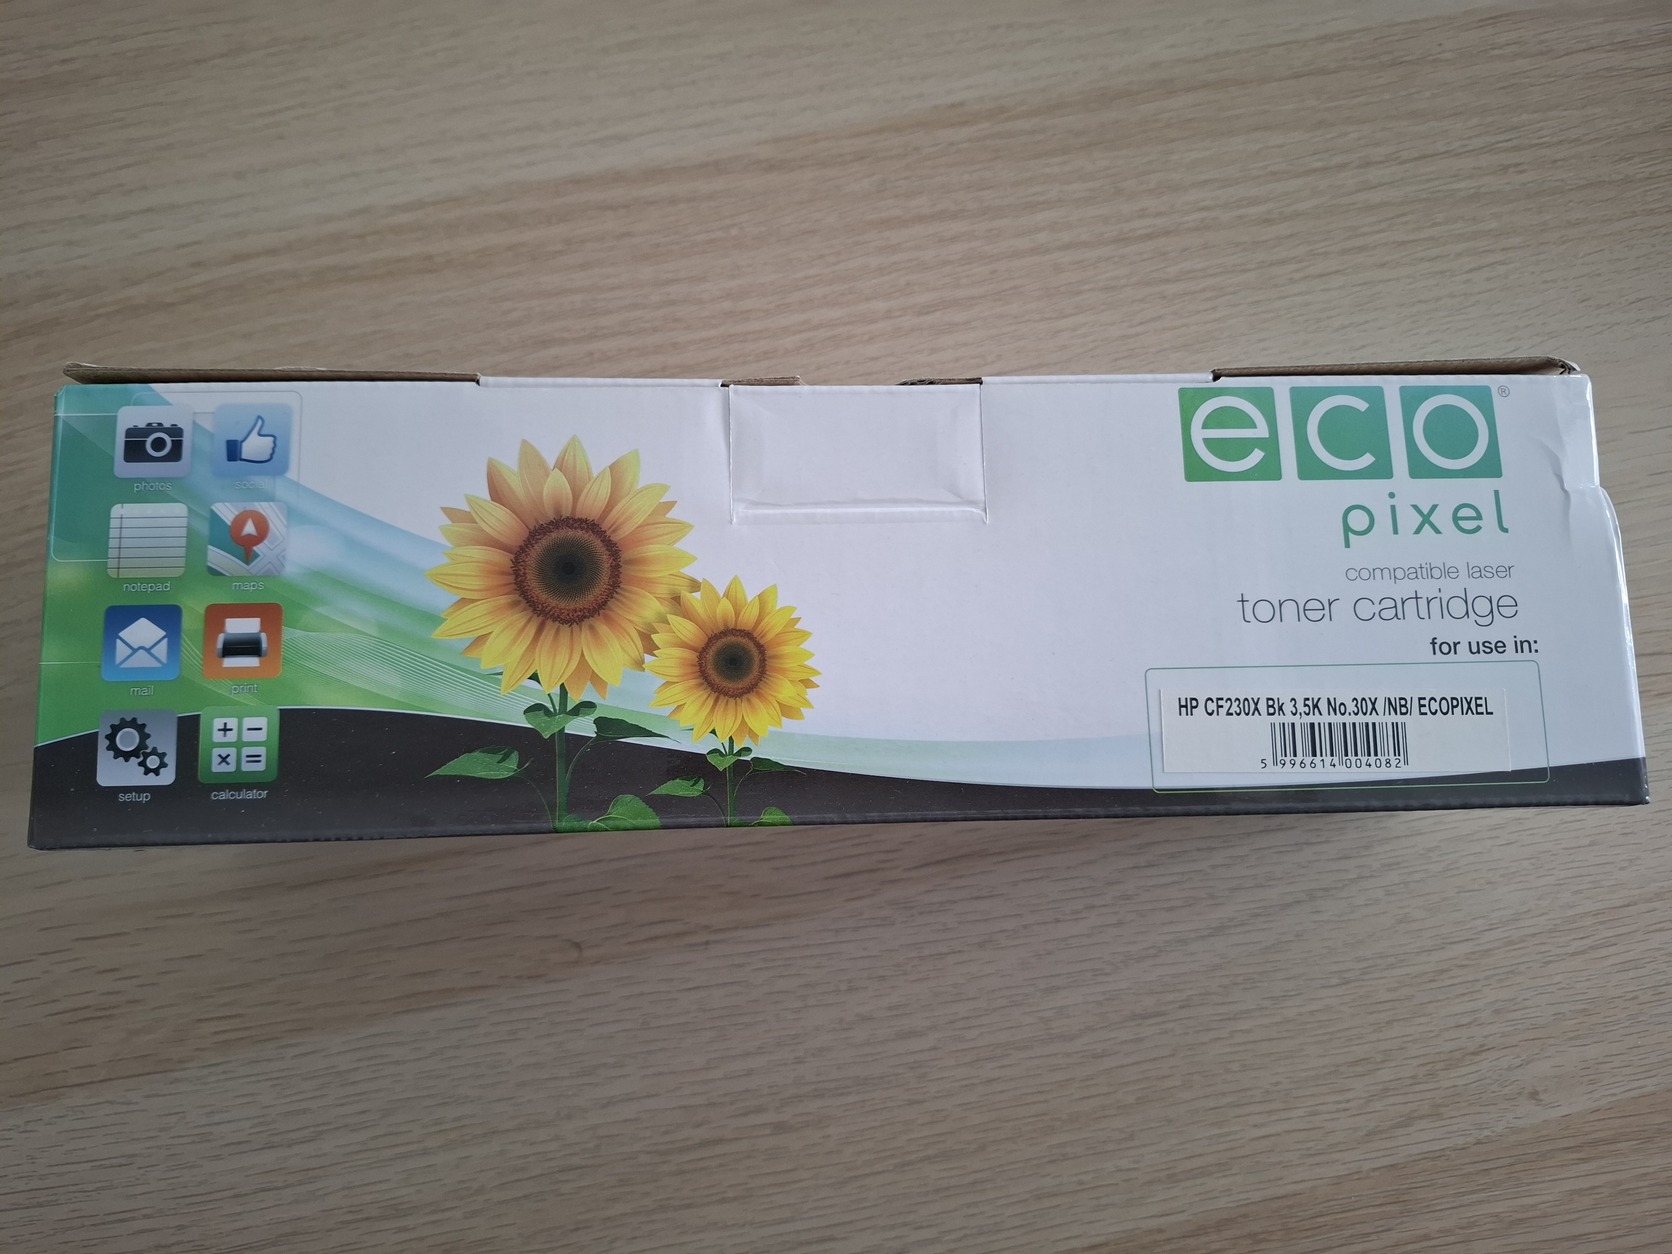 photos
social
notepad
maps
mail
print
setup
calculator
eco®
pixel
compatible laser
toner cartridge
for use in:
HP CF230X Bk 3,5K No.30X /NB/ ECOPIXEL
5 996614 004082